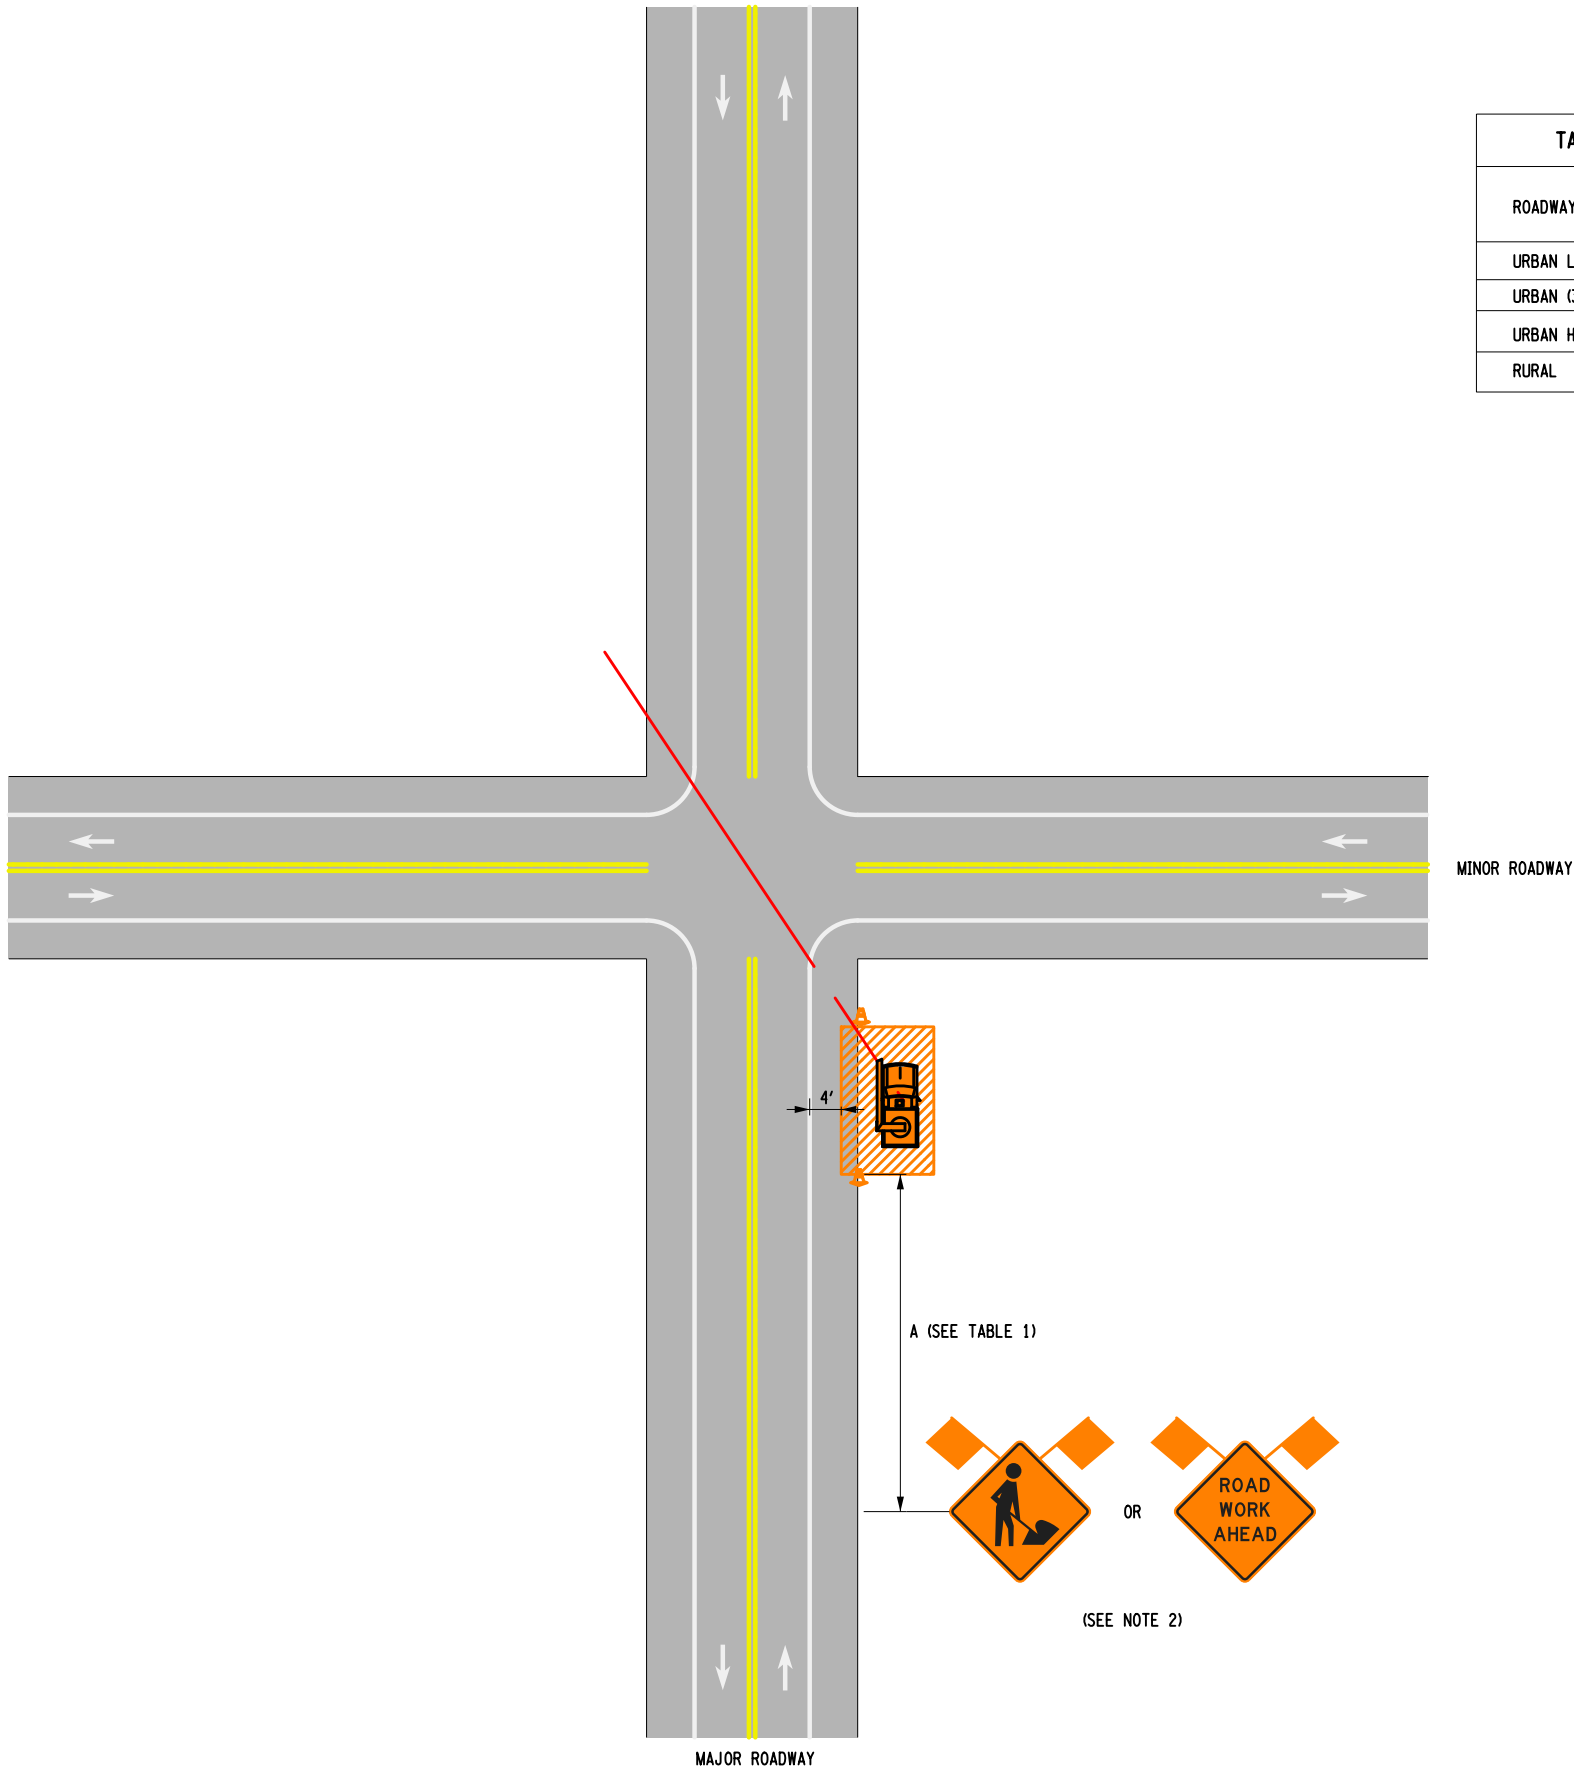 ROADWAY
URBAN
URBAN
URBAN
RURAL
MINOR ROADWAY
4'
A (SEE TABLE 1)
OR
ROAD
WORK
AHEAD
(SEE NOTE 2)
MAJOR ROADWAY